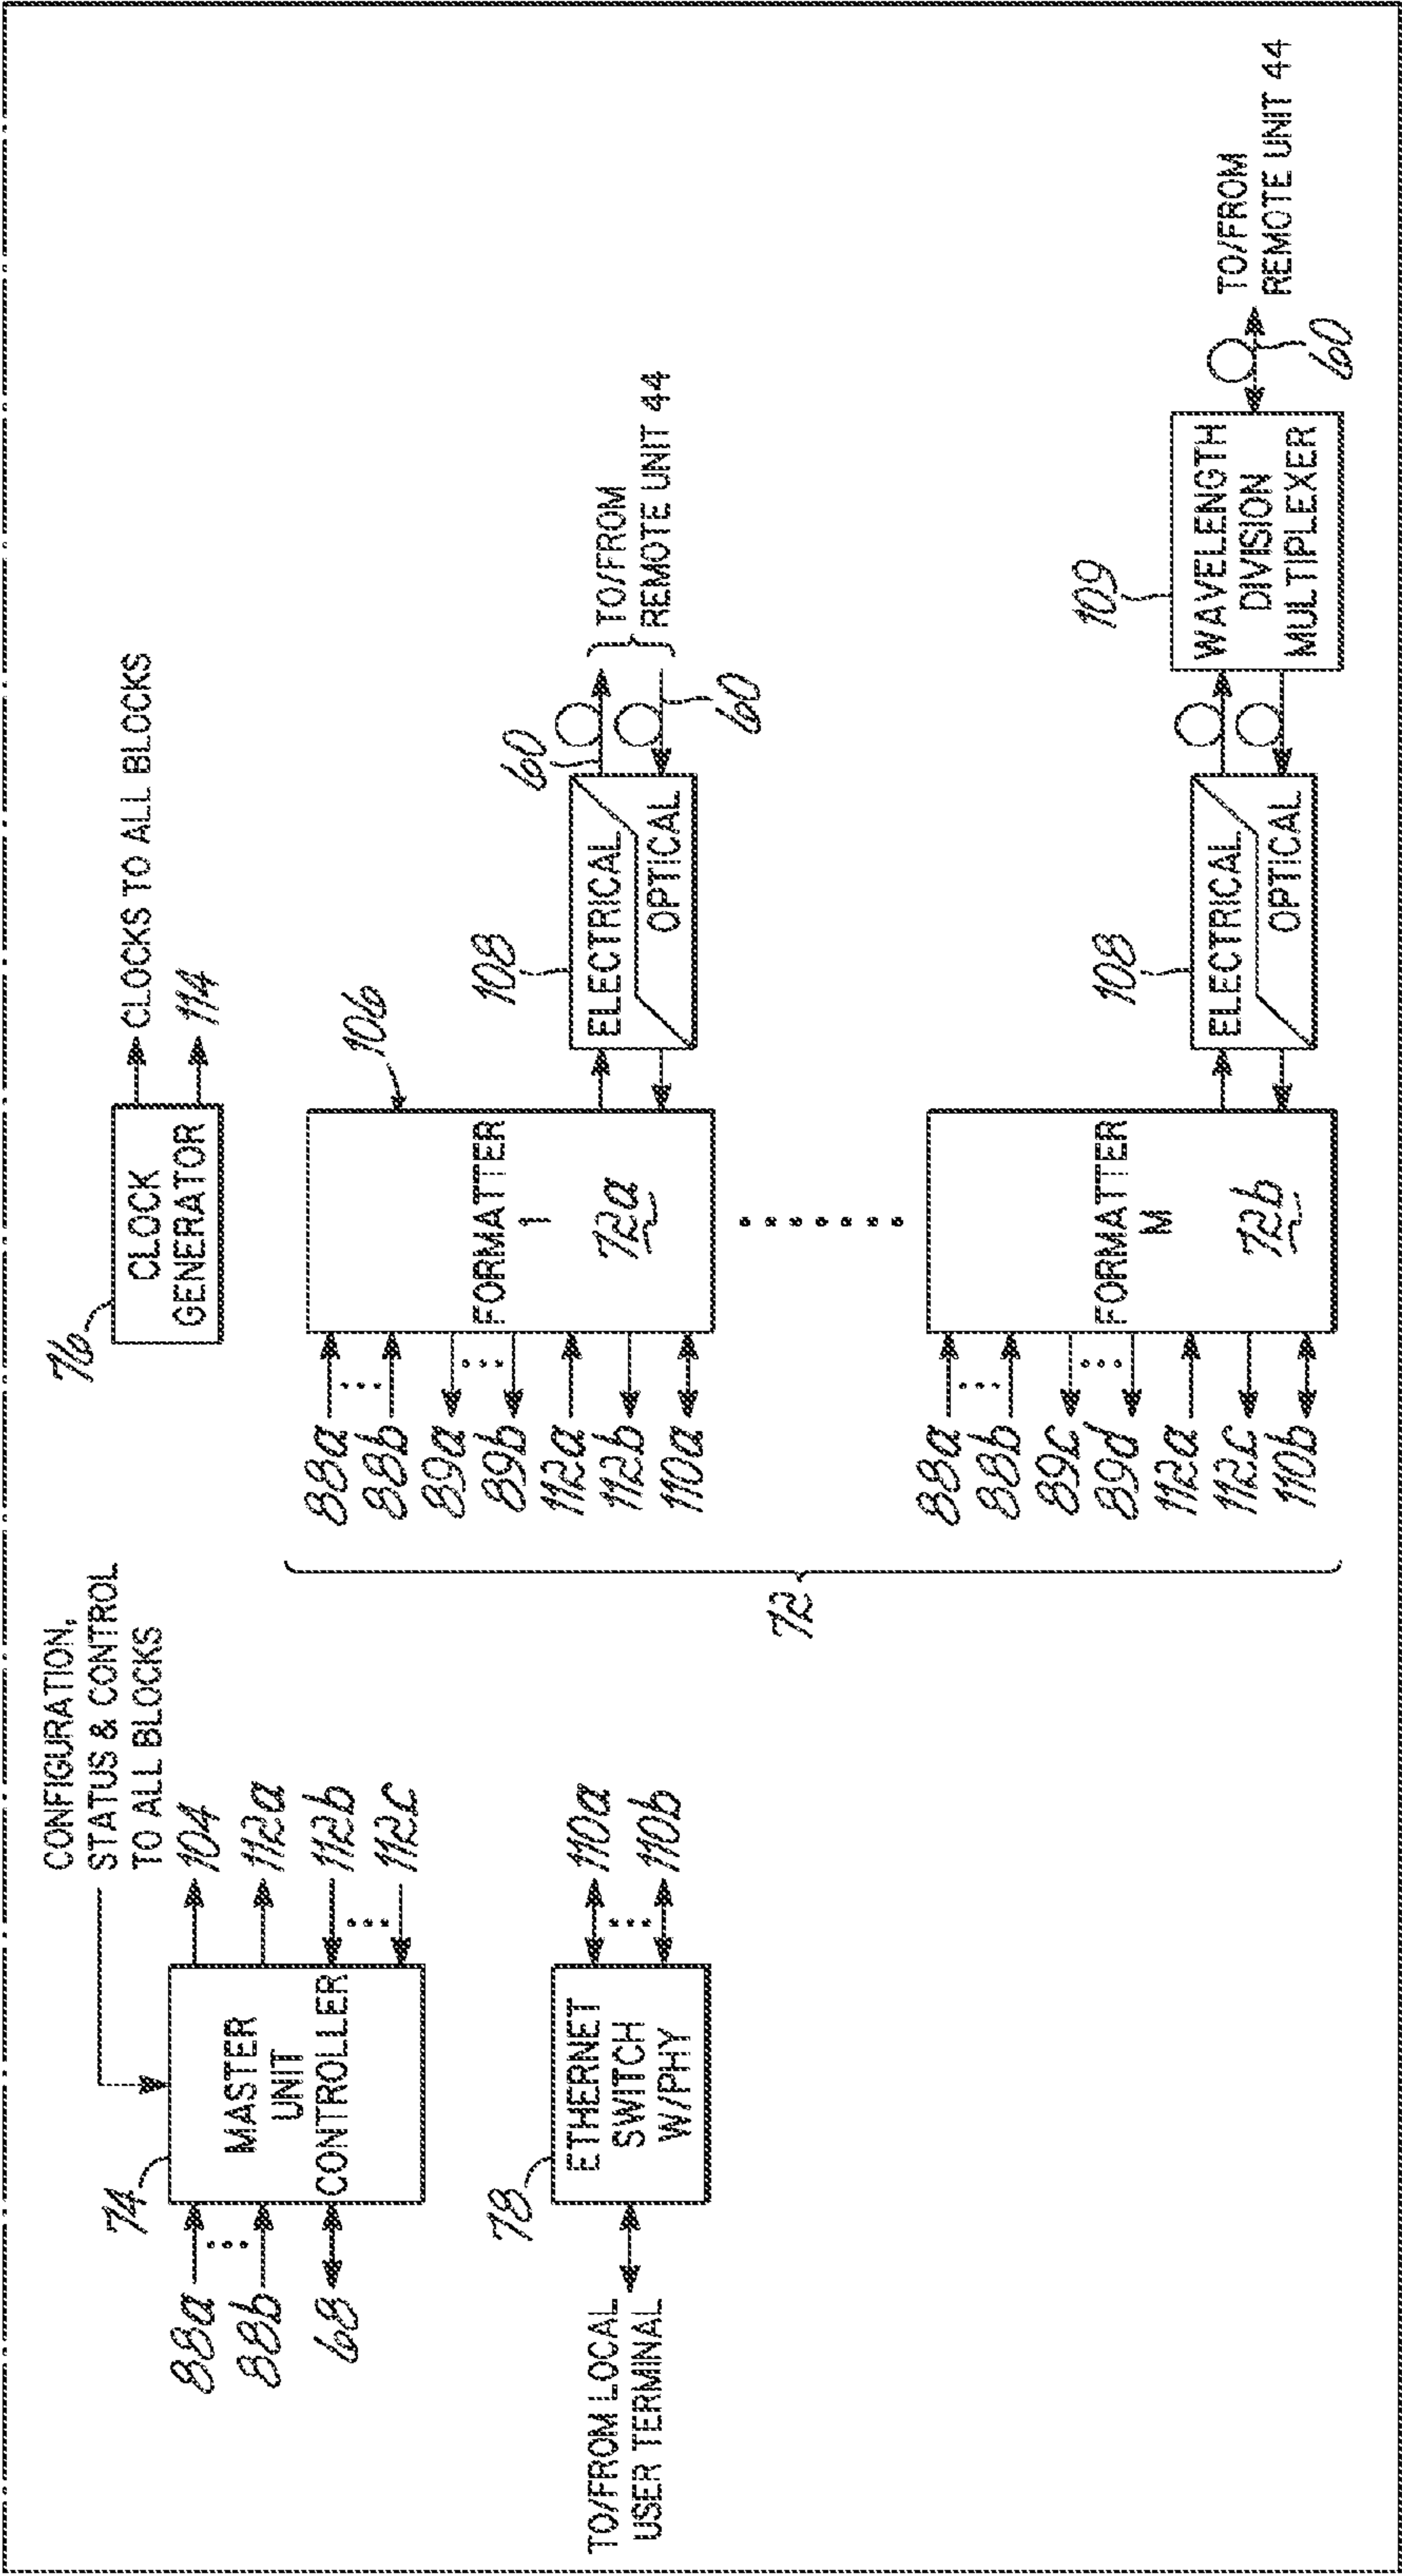 CONFIGURATION,
STATUS & CONTROL
TO ALL BLOCKS
74
88a
88b
68
MASTER
UNIT
CONTROLLER
104
112a
112b
112c
78
TO/FROM LOCAL
USER TERMINAL
ETHERNET
SWITCH
W/PHY
110a
110b
76
CLOCK
GENERATOR
CLOCKS TO ALL BLOCKS
114
72
88a
88b
89a
89b
112a
112b
110a
FORMATTER
1
72a
106
108
ELECTRICAL
OPTICAL
60
60
TO/FROM
REMOTE UNIT 44
88a
88b
89c
89d
112a
112c
110b
FORMATTER
M
72b
108
ELECTRICAL
OPTICAL
109
WAVELENGTH
DIVISION
MULTIPLEXER
60
TO/FROM
REMOTE UNIT 44